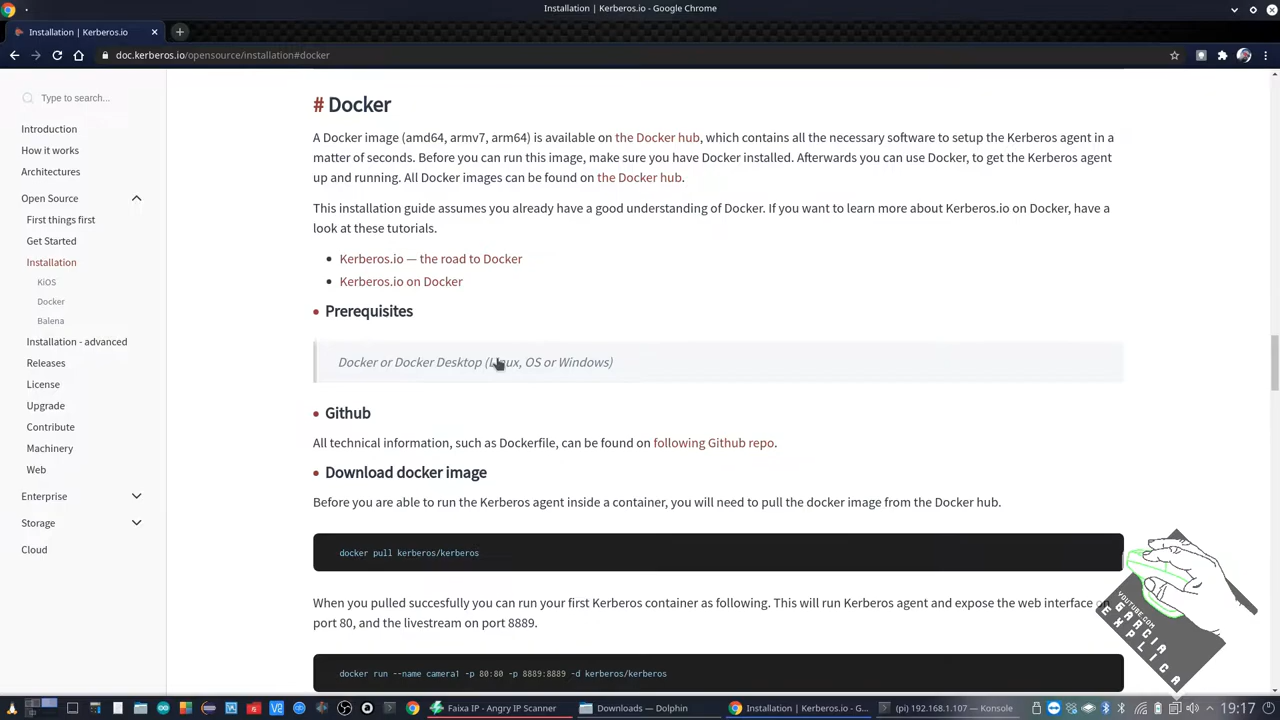 Installation | Kerberos.io - Google Chrome
Installation | Kerberos.io
doc.kerberos.io/opensource/installation#docker
Type to search...
Introduction
How it works
Architectures
Open Source
First things first
Get Started
Installation
KiOS
Docker
Balena
Installation - advanced
Releases
License
Upgrade
Contribute
Machinery
Web
Enterprise
Storage
Cloud
# Docker
A Docker image (amd64, armv7, arm64) is available on the Docker hub, which contains all the necessary software to setup the Kerberos agent in a
matter of seconds. Before you can run this image, make sure you have Docker installed. Afterwards you can use Docker, to get the Kerberos agent
up and running. All Docker images can be found on the Docker hub.
This installation guide assumes you already have a good understanding of Docker. If you want to learn more about Kerberos.io on Docker, have a
look at these tutorials.
Kerberos.io — the road to Docker
Kerberos.io on Docker
Prerequisites
Docker or Docker Desktop (Linux, OS or Windows)
Github
All technical information, such as Dockerfile, can be found on following Github repo.
Download docker image
Before you are able to run the Kerberos agent inside a container, you will need to pull the docker image from the Docker hub.
docker pull kerberos/kerberos
When you pulled succesfully you can run your first Kerberos container as following. This will run Kerberos agent and expose the web interface on
port 80, and the livestream on port 8889.
docker run --name camera1 -p 80:80 -p 8889:8889 -d kerberos/kerberos
YOUTUBE.COM
GARCIA
EXPLICA
Faixa IP - Angry IP Scanner
Downloads — Dolphin
Installation | Kerberos.io - G...
(pi) 192.168.1.107 — Konsole
19:17